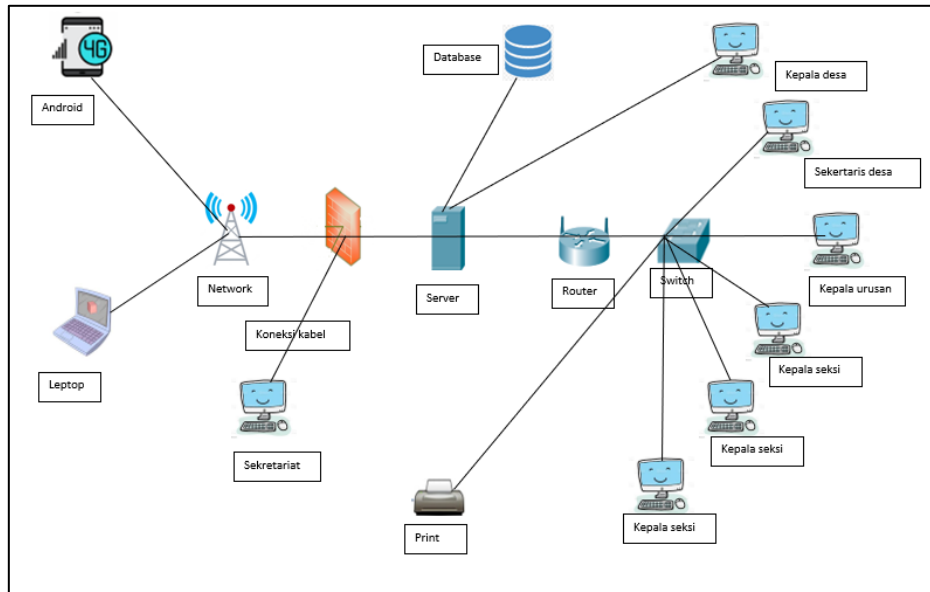 4G
Android
Database
Kepala desa
Sekertaris desa
Network
Server
Router
Switch
Kepala urusan
Koneksi kabel
Leptop
Kepala seksi
Sekretariat
Kepala seksi
Print
Kepala seksi